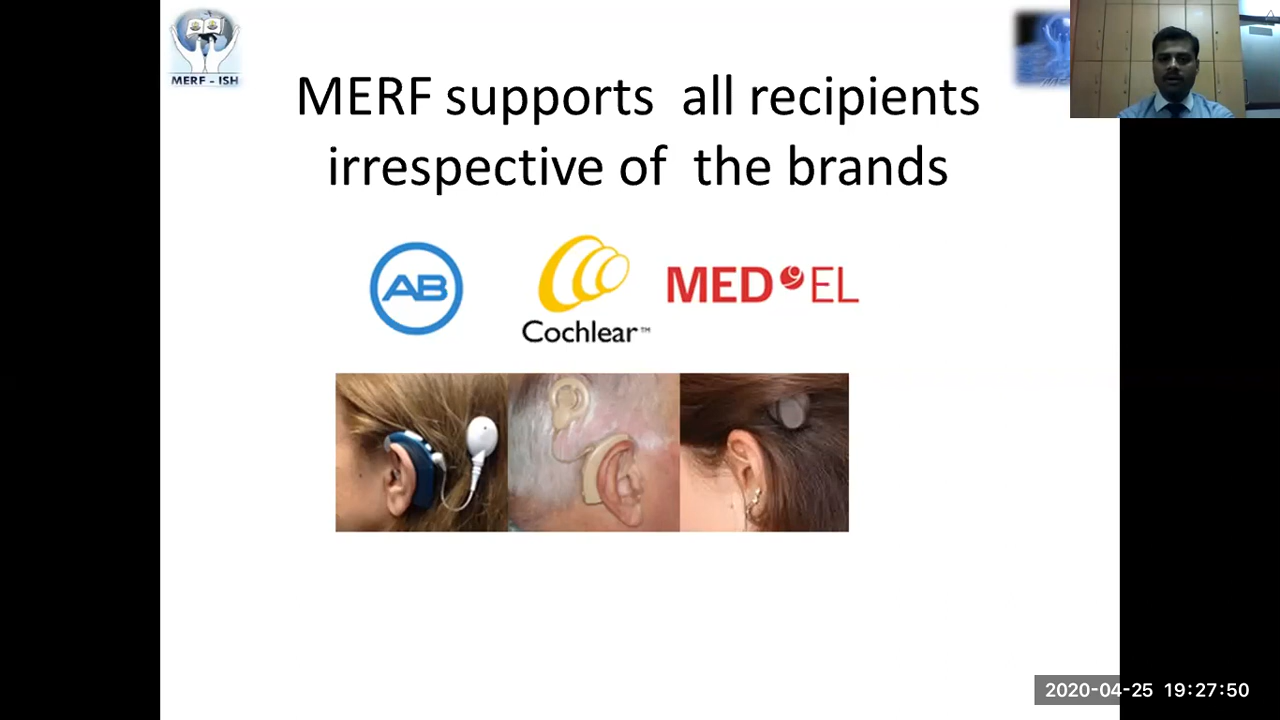 MERF - ISH
MERF supports all recipients
irrespective of the brands
AB
Cochlear™
MED EL
2020-04-25 19:27:50